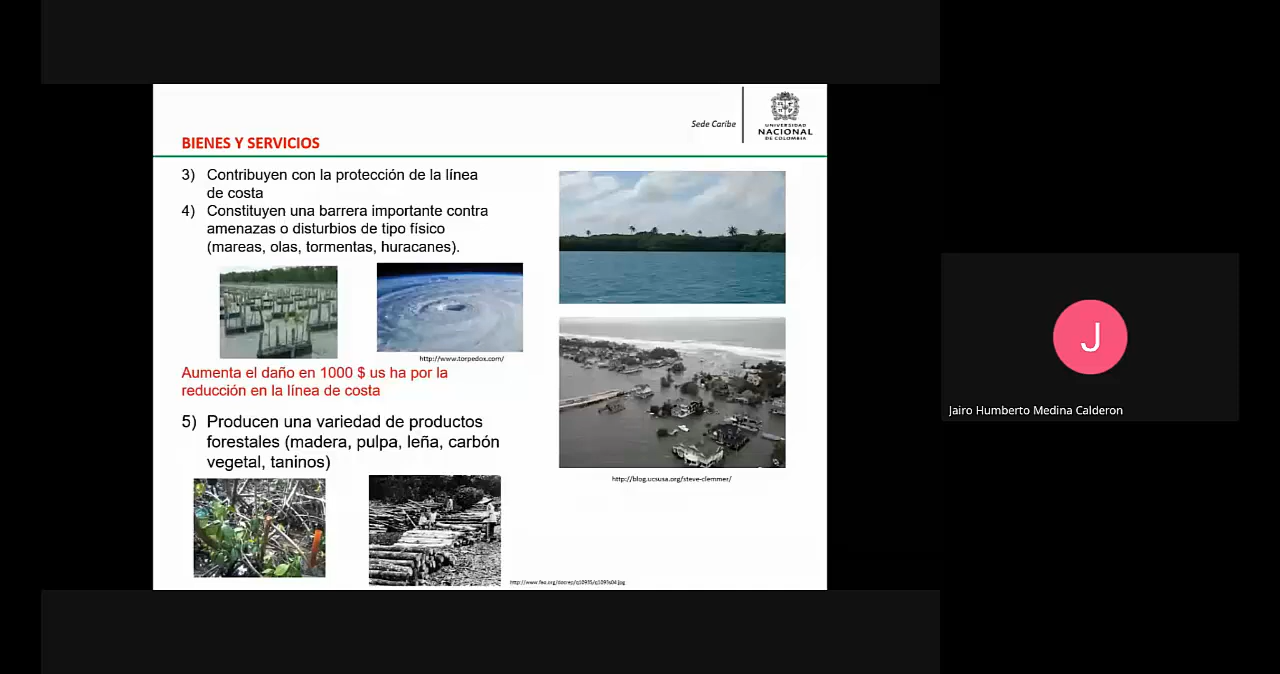 Sede Caribe
UNIVERSIDAD
NACIONAL
DE COLOMBIA
BIENES Y SERVICIOS
3) Contribuyen con la protección de la línea
de costa
4) Constituyen una barrera importante contra
amenazas o disturbios de tipo físico
(mareas, olas, tormentas, huracanes).
http://www.torpedox.com/
Aumenta el daño en 1000 $ us ha por la
reducción en la línea de costa
5) Producen una variedad de productos
forestales (madera, pulpa, leña, carbón
vegetal, taninos)
http://blog.ucsusa.org/steve-clemmer/
J
Jairo Humberto Medina Calderon